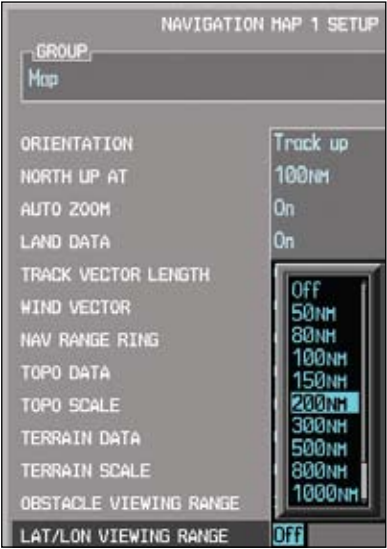 NAVIGATION MAP 1 SETUP
GROUP
Map
ORIENTATION Track up
NORTH UP AT 100NM
AUTO ZOOM On
LAND DATA On
TRACK VECTOR LENGTH
WIND VECTOR
NAV RANGE RING
TOPO DATA
TOPO SCALE
TERRAIN DATA
TERRAIN SCALE
OBSTACLE VIEWING RANGE
LAT/LON VIEWING RANGE Off
Off
50NM
80NM
100NM
150NM
200NM
300NM
500NM
800NM
1000NM